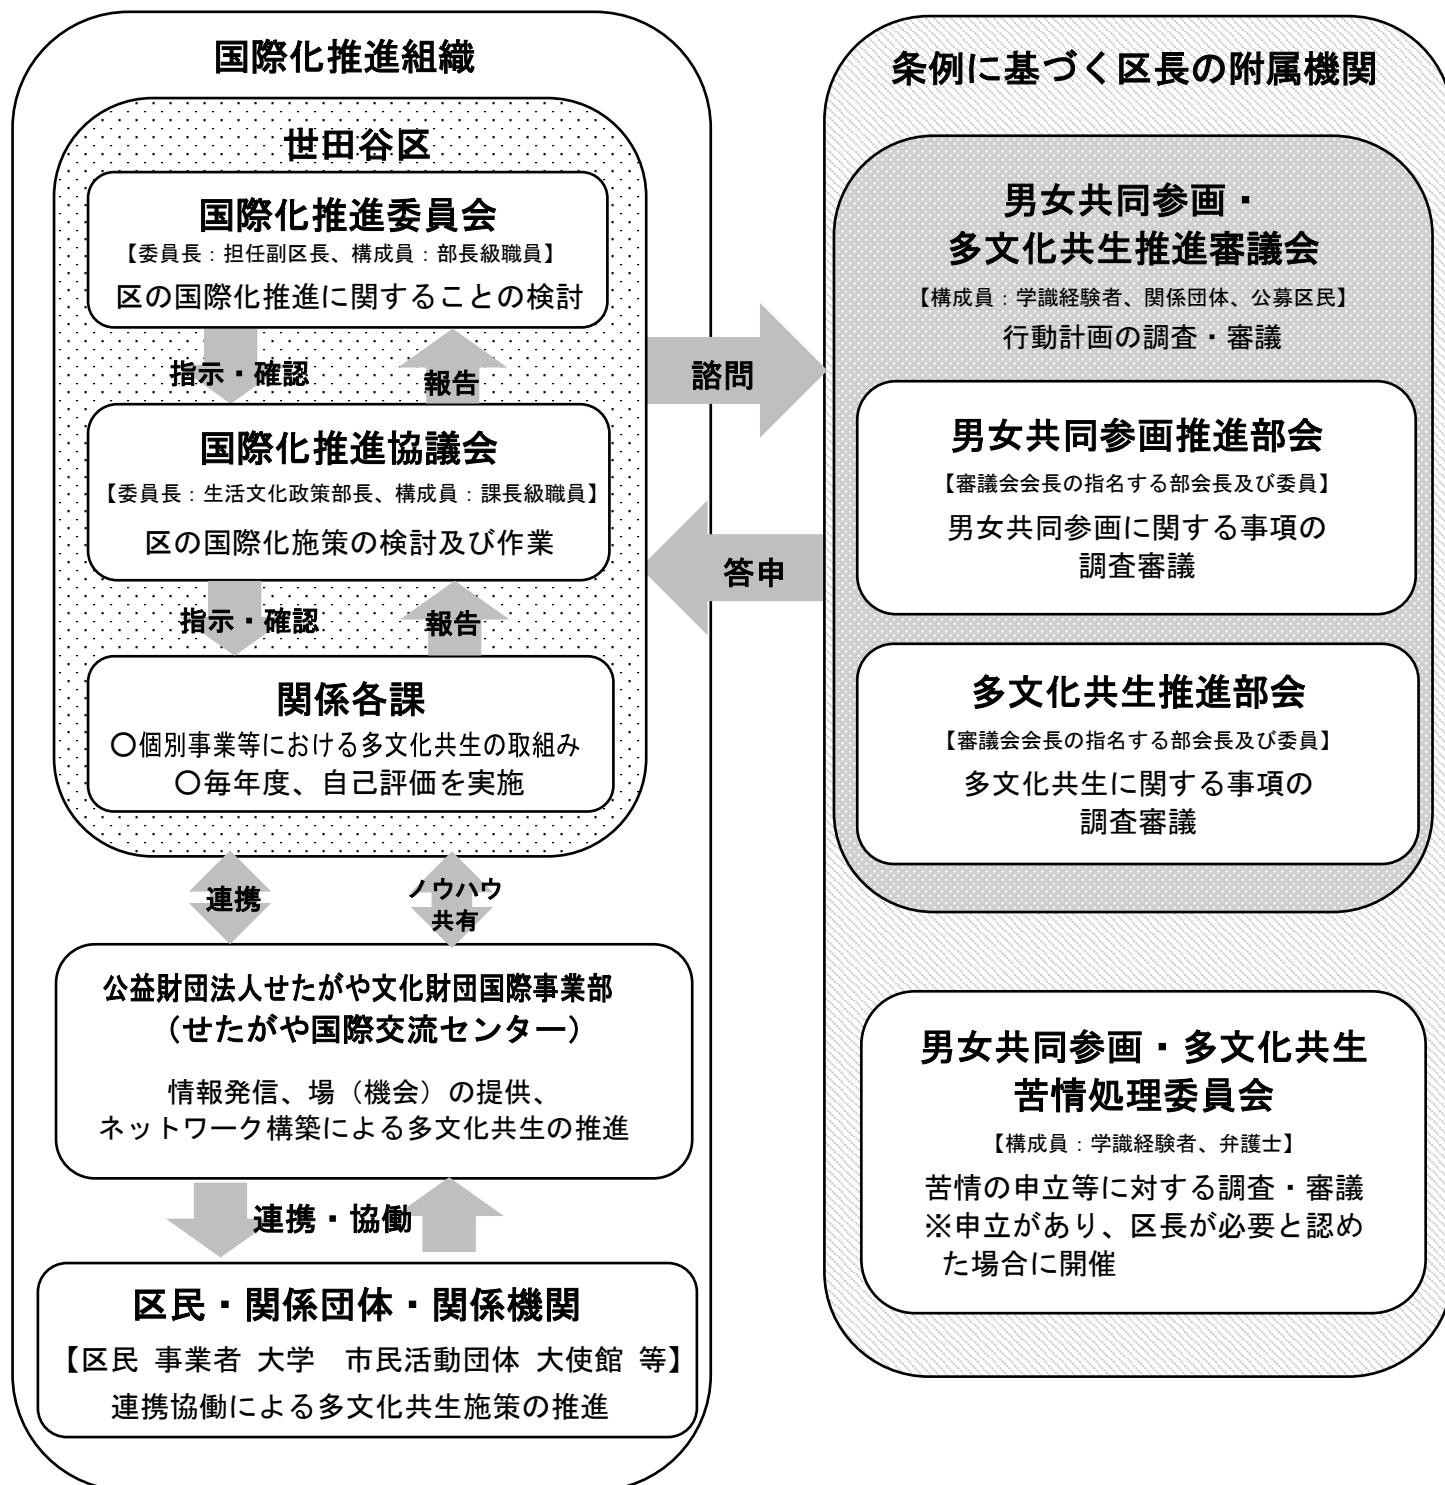 国際化推進組織
世田谷区
国際化推進委員会
【委員長：担任副区長、構成員：部長級職員】
区の国際化推進に関することの検討
指示・確認
報告
国際化推進協議会
【委員長：生活文化政策部長、構成員：課長級職員】
区の国際化施策の検討及び作業
指示・確認
報告
関係各課
〇個別事業等における多文化共生の取組み
〇毎年度、自己評価を実施
連携
ノウハウ
共有
公益財団法人せたがや文化財団国際事業部
（せたがや国際交流センター）
情報発信、場（機会）の提供、
ネットワーク構築による多文化共生の推進
連携・協働
区民・関係団体・関係機関
【区民 事業者 大学　市民活動団体 大使館 等】
連携協働による多文化共生施策の推進
諮問
答申
条例に基づく区長の附属機関
男女共同参画・
多文化共生推進審議会
【構成員：学識経験者、関係団体、公募区民】
行動計画の調査・審議
男女共同参画推進部会
【審議会会長の指名する部会長及び委員】
男女共同参画に関する事項の
調査審議
多文化共生推進部会
【審議会会長の指名する部会長及び委員】
多文化共生に関する事項の
調査審議
男女共同参画・多文化共生
苦情処理委員会
【構成員：学識経験者、弁護士】
苦情の申立等に対する調査・審議
※申立があり、区長が必要と認め
た場合に開催